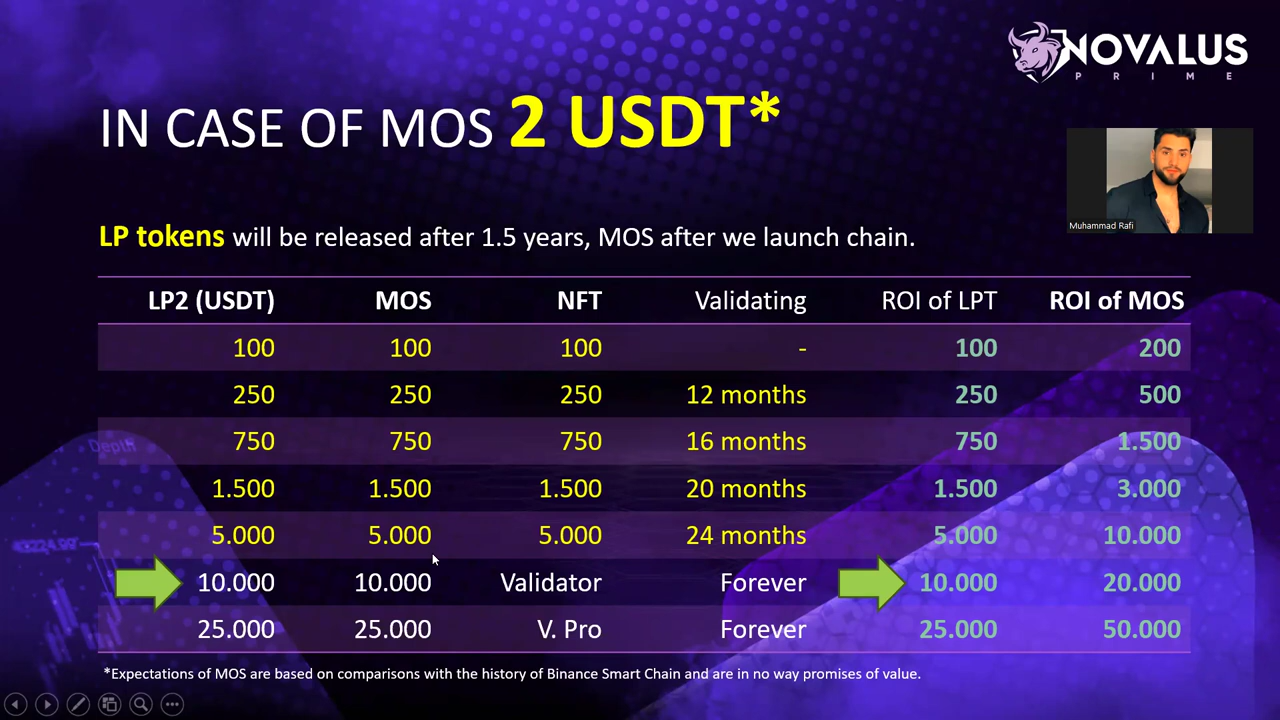 NOVALUS
PRIME
IN CASE OF MOS 2 USDT*
Muhammad Rafi
LP tokens will be released after 1.5 years, MOS after we launch chain.
LP2 (USDT) MOS NFT Validating ROI of LPT ROI of MOS
100 100 100 - 100 200
250 250 250 12 months 250 500
750 750 750 16 months 750 1.500
1.500 1.500 1.500 20 months 1.500 3.000
5.000 5.000 5.000 24 months 5.000 10.000
10.000 10.000 Validator Forever 10.000 20.000
25.000 25.000 V. Pro Forever 25.000 50.000
Depth
*Expectations of MOS are based on comparisons with the history of Binance Smart Chain and are in no way promises of value.